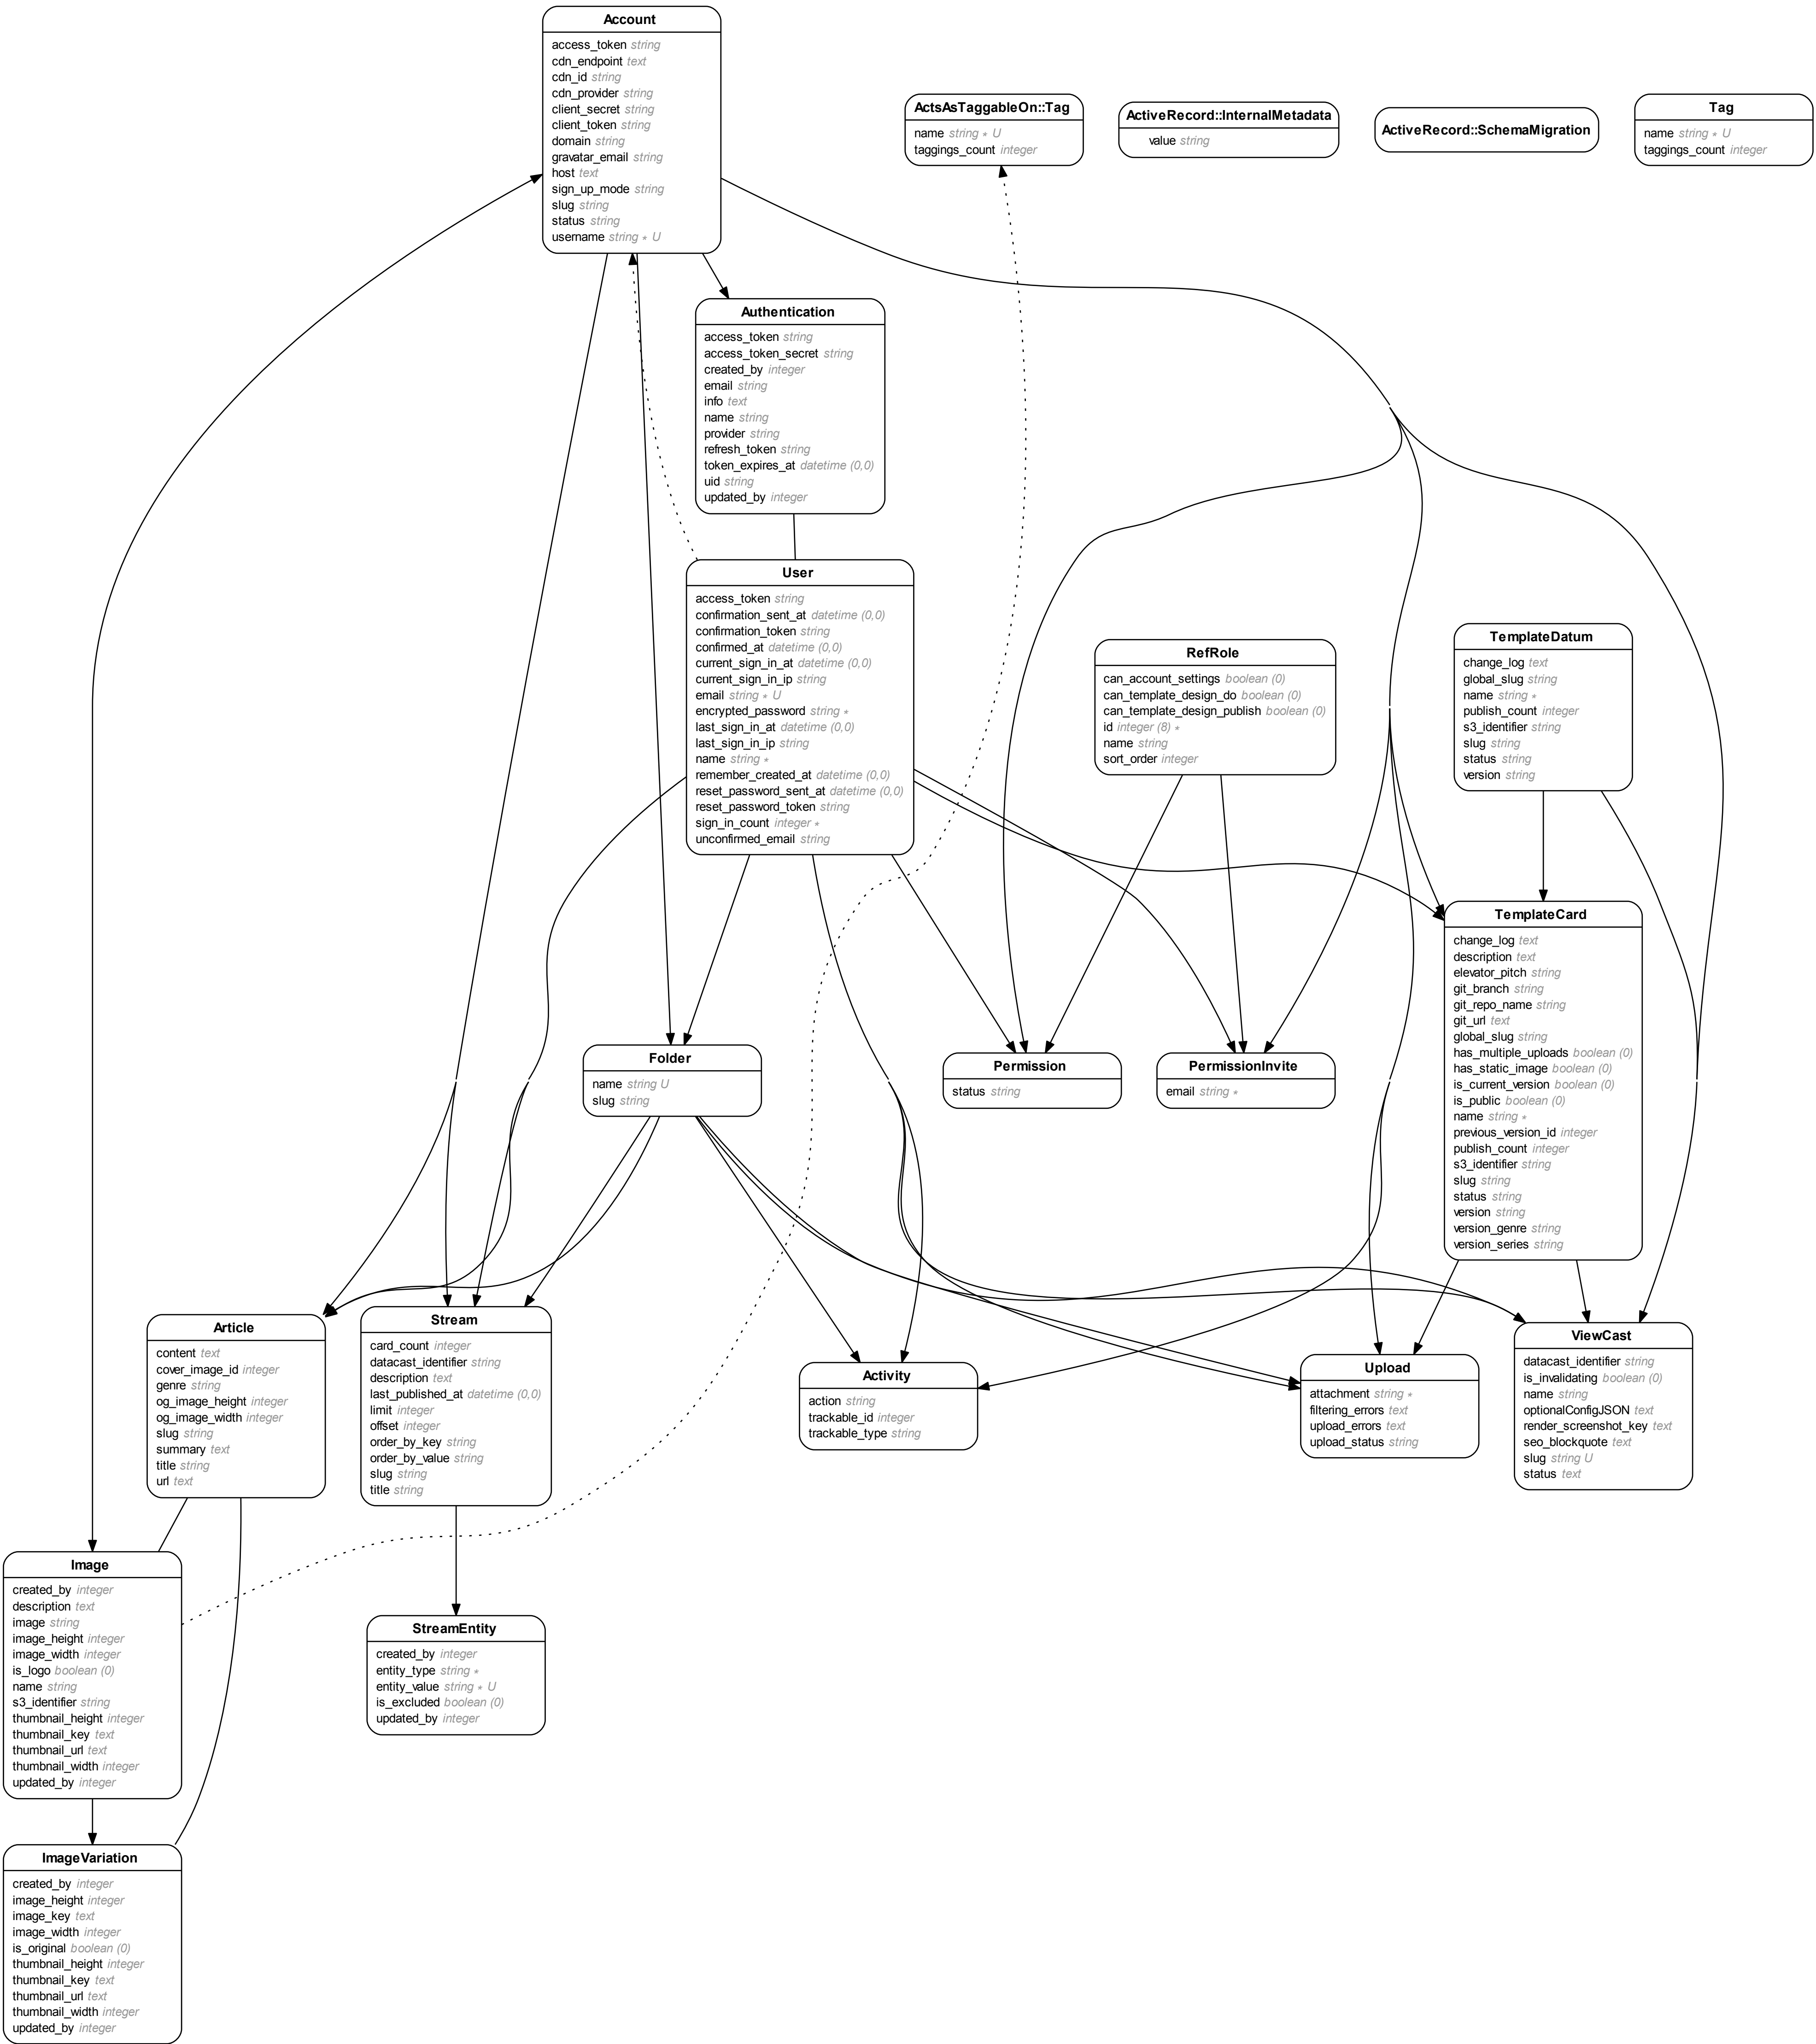 Account
access_token string
cdn_endpoint text
cdn_id string
cdn_provider string
client_secret string
client_token string
domain string
gravatar_email string
host text
sign_up_mode string
slug string
status string
username string ∗ U
ActsAsTaggableOn::Tag
name string ∗ U
taggings_count integer
ActiveRecord::InternalMetadata
value string
ActiveRecord::SchemaMigration
Tag
name string ∗ U
taggings_count integer
Authentication
access_token string
access_token_secret string
created_by integer
email string
info text
name string
provider string
refresh_token string
token_expires_at datetime (0,0)
uid string
updated_by integer
User
access_token string
confirmation_sent_at datetime (0,0)
confirmation_token string
confirmed_at datetime (0,0)
current_sign_in_at datetime (0,0)
current_sign_in_ip string
email string ∗ U
encrypted_password string ∗
last_sign_in_at datetime (0,0)
last_sign_in_ip string
name string ∗
remember_created_at datetime (0,0)
reset_password_sent_at datetime (0,0)
reset_password_token string
sign_in_count integer ∗
unconfirmed_email string
RefRole
can_account_settings boolean (0)
can_template_design_do boolean (0)
can_template_design_publish boolean (0)
id integer (8) ∗
name string
sort_order integer
TemplateDatum
change_log text
global_slug string
name string ∗
publish_count integer
s3_identifier string
slug string
status string
version string
TemplateCard
change_log text
description text
elevator_pitch string
git_branch string
git_repo_name string
git_url text
global_slug string
has_multiple_uploads boolean (0)
has_static_image boolean (0)
is_current_version boolean (0)
is_public boolean (0)
name string ∗
previous_version_id integer
publish_count integer
s3_identifier string
slug string
status string
version string
version_genre string
version_series string
Folder
name string U
slug string
Permission
status string
PermissionInvite
email string ∗
Article
content text
cover_image_id integer
genre string
og_image_height integer
og_image_width integer
slug string
summary text
title string
url text
Stream
card_count integer
datacast_identifier string
description text
last_published_at datetime (0,0)
limit integer
offset integer
order_by_key string
order_by_value string
slug string
title string
Activity
action string
trackable_id integer
trackable_type string
Upload
attachment string ∗
filtering_errors text
upload_errors text
upload_status string
ViewCast
datacast_identifier string
is_invalidating boolean (0)
name string
optionalConfigJSON text
render_screenshot_key text
seo_blockquote text
slug string U
status text
Image
created_by integer
description text
image string
image_height integer
image_width integer
is_logo boolean (0)
name string
s3_identifier string
thumbnail_height integer
thumbnail_key text
thumbnail_url text
thumbnail_width integer
updated_by integer
StreamEntity
created_by integer
entity_type string ∗
entity_value string ∗ U
is_excluded boolean (0)
updated_by integer
ImageVariation
created_by integer
image_height integer
image_key text
image_width integer
is_original boolean (0)
thumbnail_height integer
thumbnail_key text
thumbnail_url text
thumbnail_width integer
updated_by integer